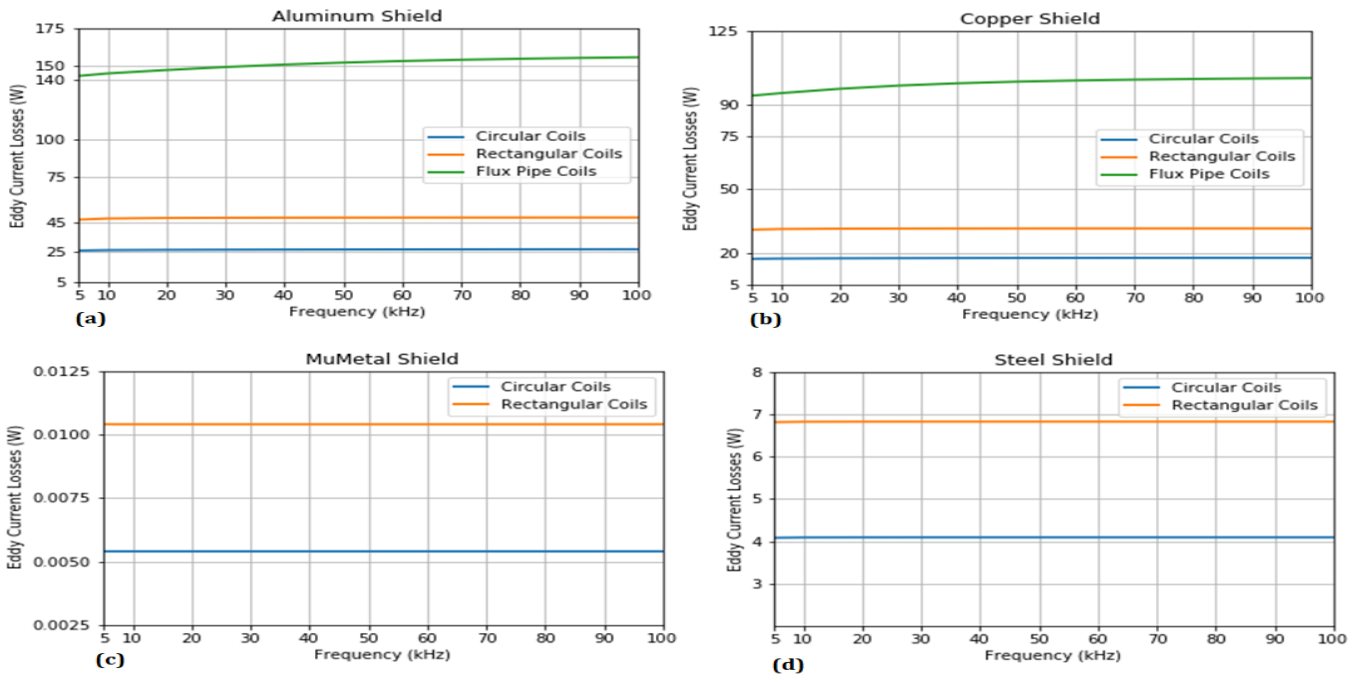 Aluminum Shield
175
150
140
100
75
45
25
5
Eddy Current Losses (W)
Circular Coils
Rectangular Coils
Flux Pipe Coils
5 10 20 30 40 50 60 70 80 90 100
Frequency (kHz)
(a)
Copper Shield
125
90
75
50
20
5
Eddy Current Losses (W)
Circular Coils
Rectangular Coils
Flux Pipe Coils
5 10 20 30 40 50 60 70 80 90 100
Frequency (kHz)
(b)
MuMetal Shield
0.0125
0.0100
0.0075
0.0050
0.0025
Eddy Current Losses (W)
Circular Coils
Rectangular Coils
5 10 20 30 40 50 60 70 80 90 100
Frequency (kHz)
(c)
Steel Shield
8
7
6
5
4
3
Eddy Current Losses (W)
Circular Coils
Rectangular Coils
5 10 20 30 40 50 60 70 80 90 100
Frequency (kHz)
(d)